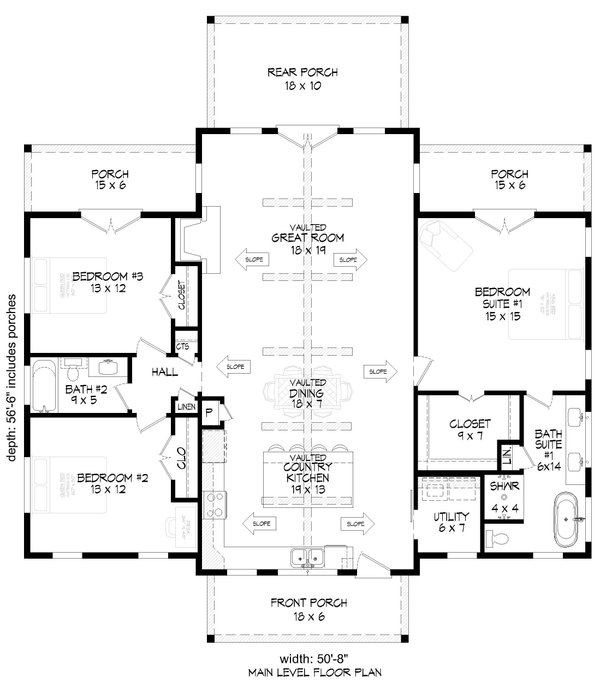 REAR PORCH
18 x 10
PORCH
15 x 6
PORCH
15 x 6
VAULTED
GREAT ROOM
18 x 19
SLOPE
SLOPE
BEDROOM #3
13 x 12
CLOSET
BEDROOM
SUITE #1
15 x 15
CTS
HALL
SLOPE
SLOPE
BATH #2
9 x 5
LINEN
VAULTED
DINING
18 x 7
P
CLOSET
9 x 7
BATH
SUITE
#1
6x14
LIN.
BEDROOM #2
13 x 12
CLO
VAULTED
COUNTRY
KITCHEN
19 x 13
SHWR
4 x 4
UTILITY
6 x 7
SLOPE
SLOPE
FRONT PORCH
18 x 6
depth: 56'-6" includes porches
width: 50'-8"
MAIN LEVEL FLOOR PLAN